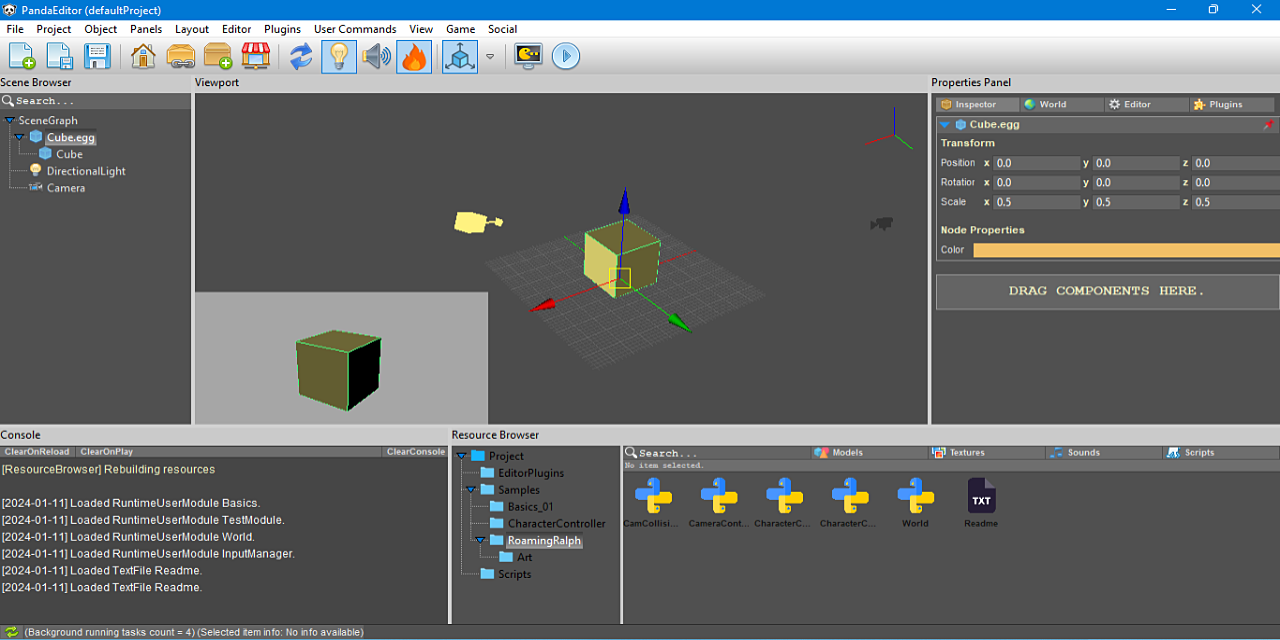 PandaEditor (defaultProject)
File Project Object Panels Layout Editor Plugins User Commands View Game Social
Scene Browser
Search...
SceneGraph
Cube.egg
Cube
DirectionalLight
Camera
Viewport
Properties Panel
Inspector World Editor Plugins
Cube.egg
Transform
Position x 0.0 y 0.0 z 0.0
Rotation x 0.0 y 0.0 z 0.0
Scale x 0.5 y 0.5 z 0.5
Node Properties
Color
DRAG COMPONENTS HERE.
Console
ClearOnReload ClearOnPlay ClearConsole
[ResourceBrowser] Rebuilding resources
[2024-01-11] Loaded RuntimeUserModule Basics.
[2024-01-11] Loaded RuntimeUserModule TestModule.
[2024-01-11] Loaded RuntimeUserModule World.
[2024-01-11] Loaded RuntimeUserModule InputManager.
[2024-01-11] Loaded TextFile Readme.
[2024-01-11] Loaded TextFile Readme.
Resource Browser
Project
EditorPlugins
Samples
Basics_01
CharacterController
RoamingRalph
Art
Scripts
Search... Models Textures Sounds Scripts
No item selected.
TXT
CamCollisi... CameraCont... CharacterC... CharacterC... World Readme
(Background running tasks count = 4) (Selected item info: No info available)